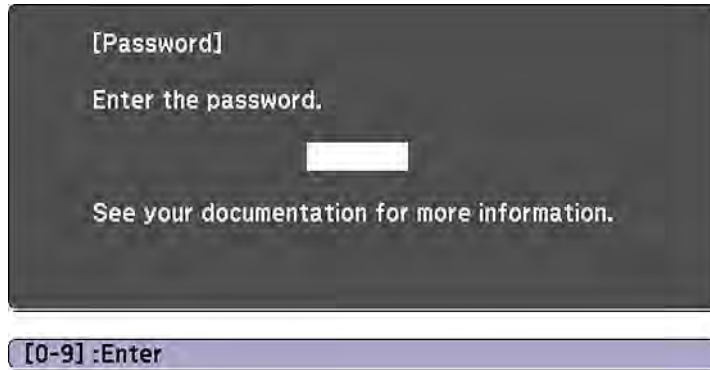 [Password]
Enter the password.
See your documentation for more information.
[0-9] :Enter